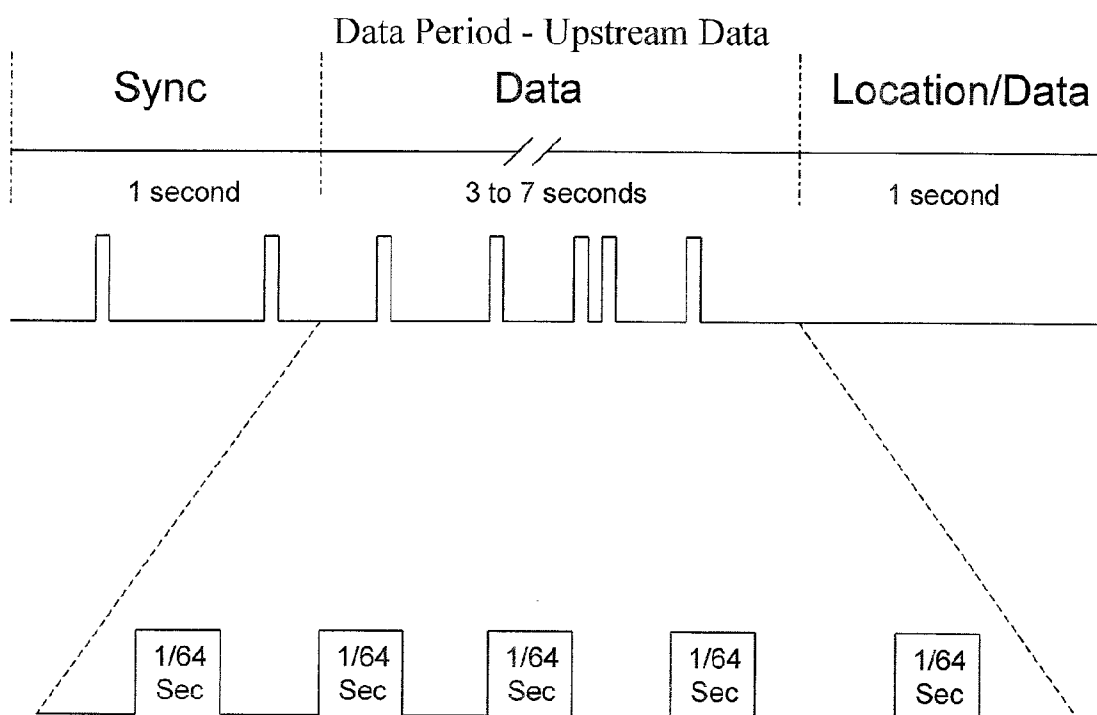 Data Period - Upstream Data
Sync Data Location/Data
1 second 3 to 7 seconds 1 second
1/64 1/64 1/64 1/64 1/64
Sec Sec Sec Sec Sec